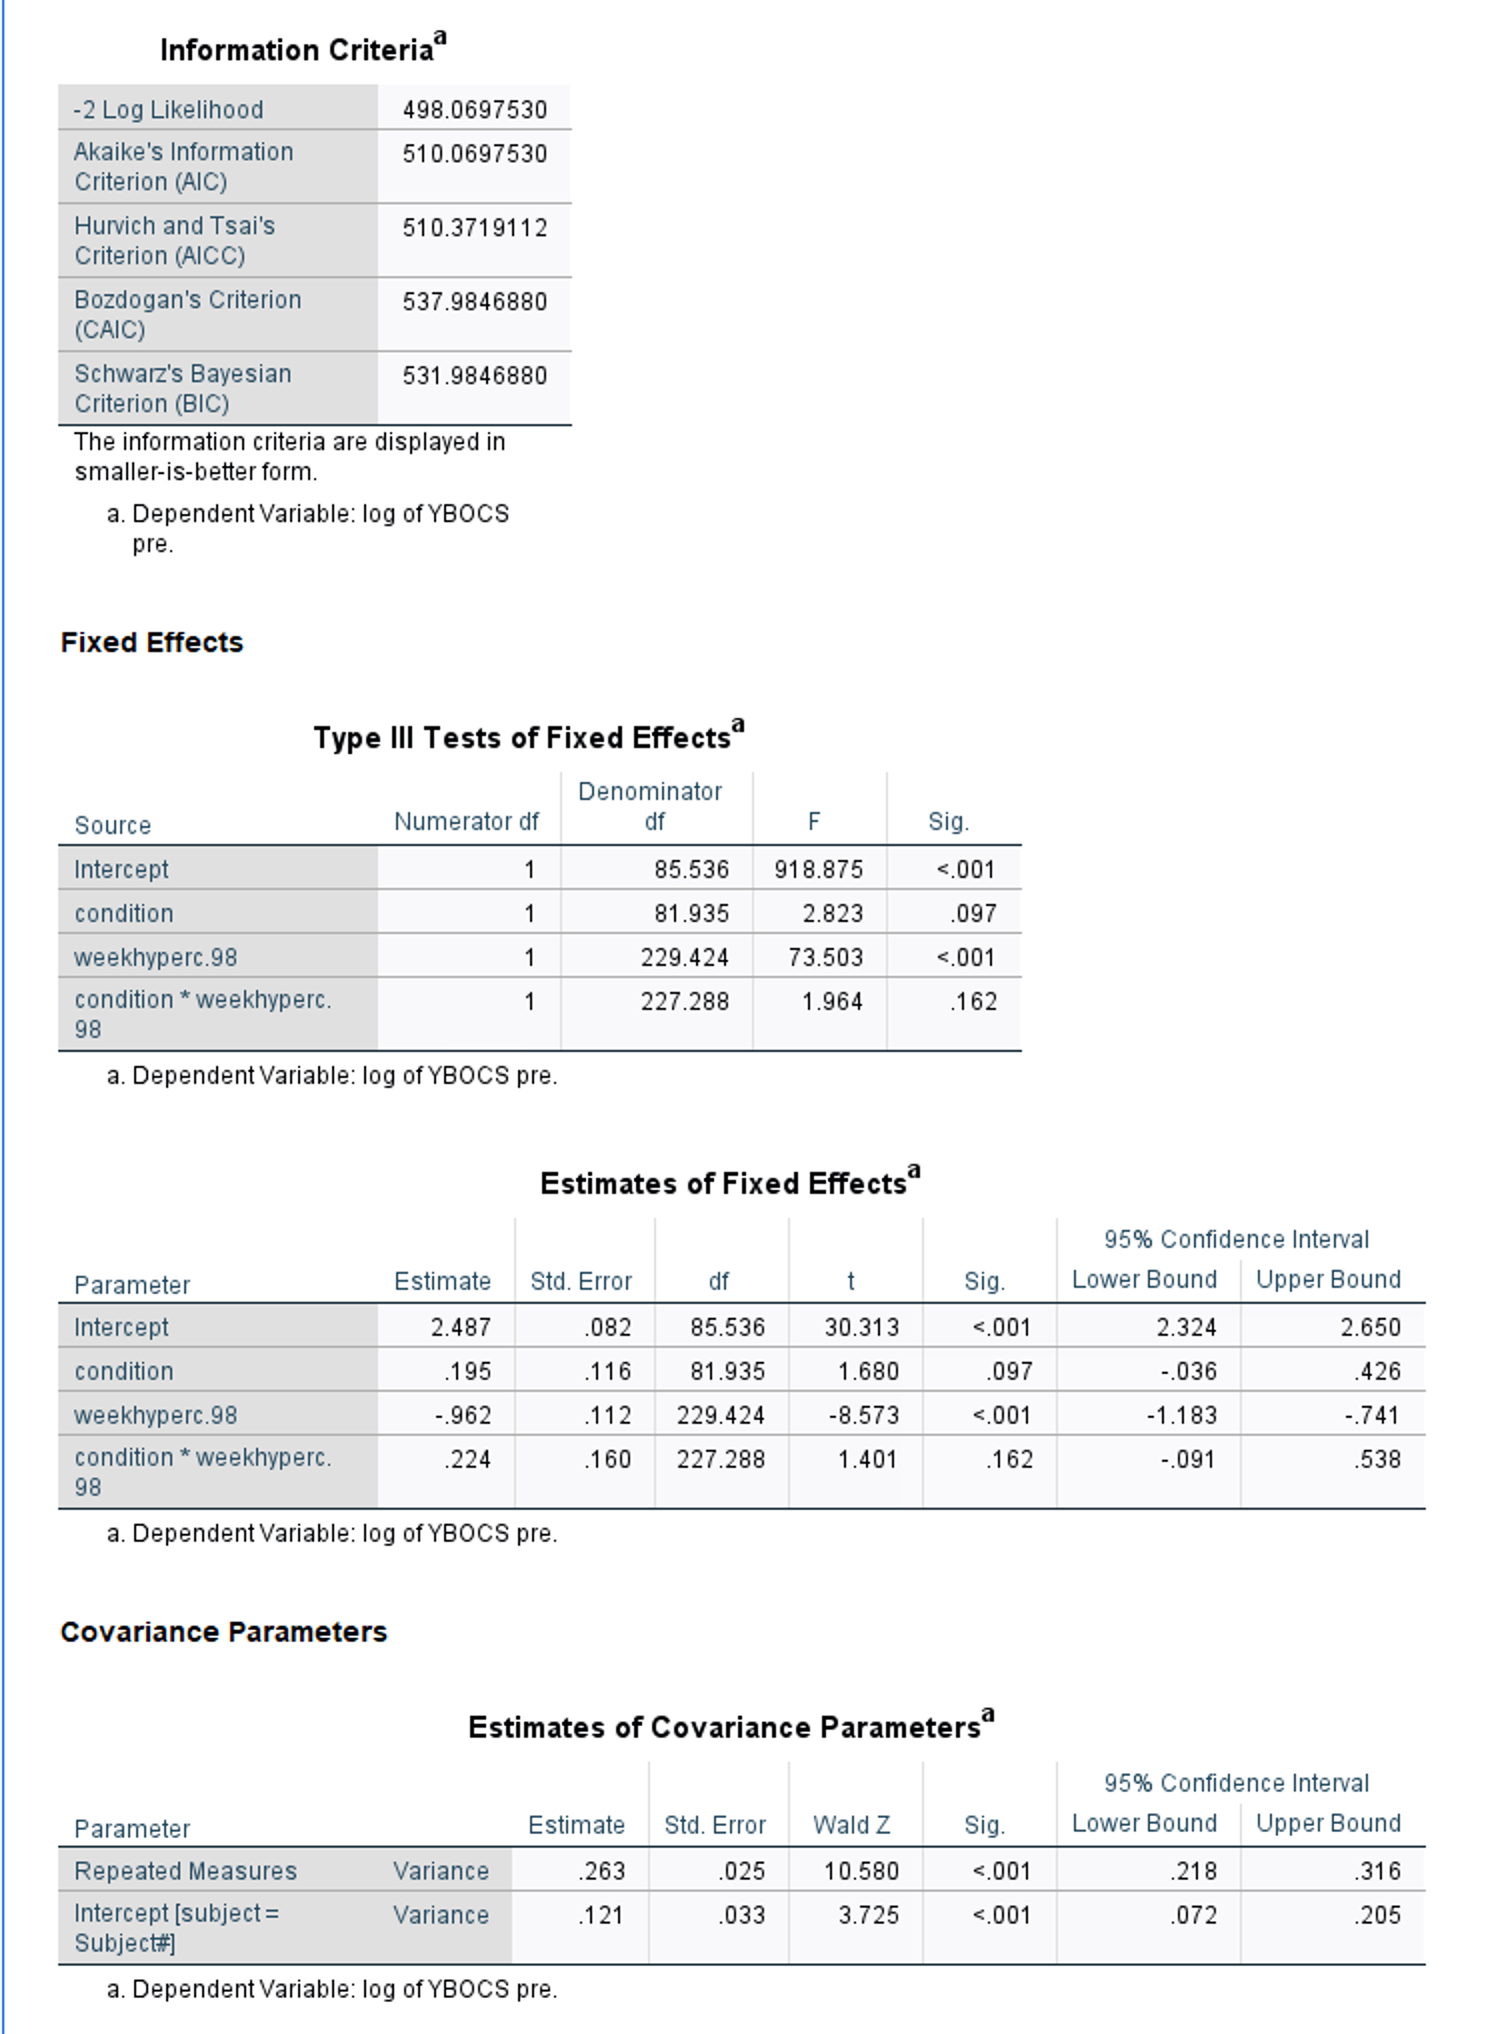 Information Criteriaa
-2 Log Likelihood 498.0697530
Akaike's Information 510.0697530
Criterion (AIC)
Hurvich and Tsai's 510.3719112
Criterion (AICC)
Bozdogan's Criterion 537.9846880
(CAIC)
Schwarz's Bayesian 531.9846880
Criterion (BIC)
The information criteria are displayed in
smaller-is-better form.
a. Dependent Variable: log of YBOCS
pre.
Fixed Effects
Type III Tests of Fixed Effectsa
Denominator
Source Numerator df df F Sig.
Intercept 1 85.536 918.875 <.001
condition 1 81.935 2.823 .097
weekhyperc.98 1 229.424 73.503 <.001
condition * weekhyperc. 1 227.288 1.964 .162
98
a. Dependent Variable: log of YBOCS pre.
Estimates of Fixed Effectsa
95% Confidence Interval
Parameter Estimate Std. Error df t Sig. Lower Bound Upper Bound
Intercept 2.487 .082 85.536 30.313 <.001 2.324 2.650
condition .195 .116 81.935 1.680 .097 -.036 .426
weekhyperc.98 -.962 .112 229.424 -8.573 <.001 -1.183 -.741
condition * weekhyperc. .224 .160 227.288 1.401 .162 -.091 .538
98
a. Dependent Variable: log of YBOCS pre.
Covariance Parameters
Estimates of Covariance Parametersa
95% Confidence Interval
Parameter Estimate Std. Error Wald Z Sig. Lower Bound Upper Bound
Repeated Measures Variance .263 .025 10.580 <.001 .218 .316
Intercept [subject = Variance .121 .033 3.725 <.001 .072 .205
Subject#]
a. Dependent Variable: log of YBOCS pre.